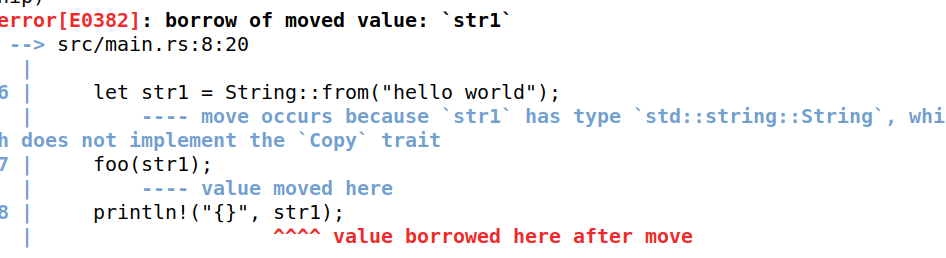 error[E0382]: borrow of moved value: `str1`
--> src/main.rs:8:20
|
6 |     let str1 = String::from("hello world");
|         ---- move occurs because `str1` has type `std::string::String`, whi
h does not implement the `Copy` trait
7 |     foo(str1);
|         ---- value moved here
8 |     println!("{}", str1);
|                    ^^^^ value borrowed here after move